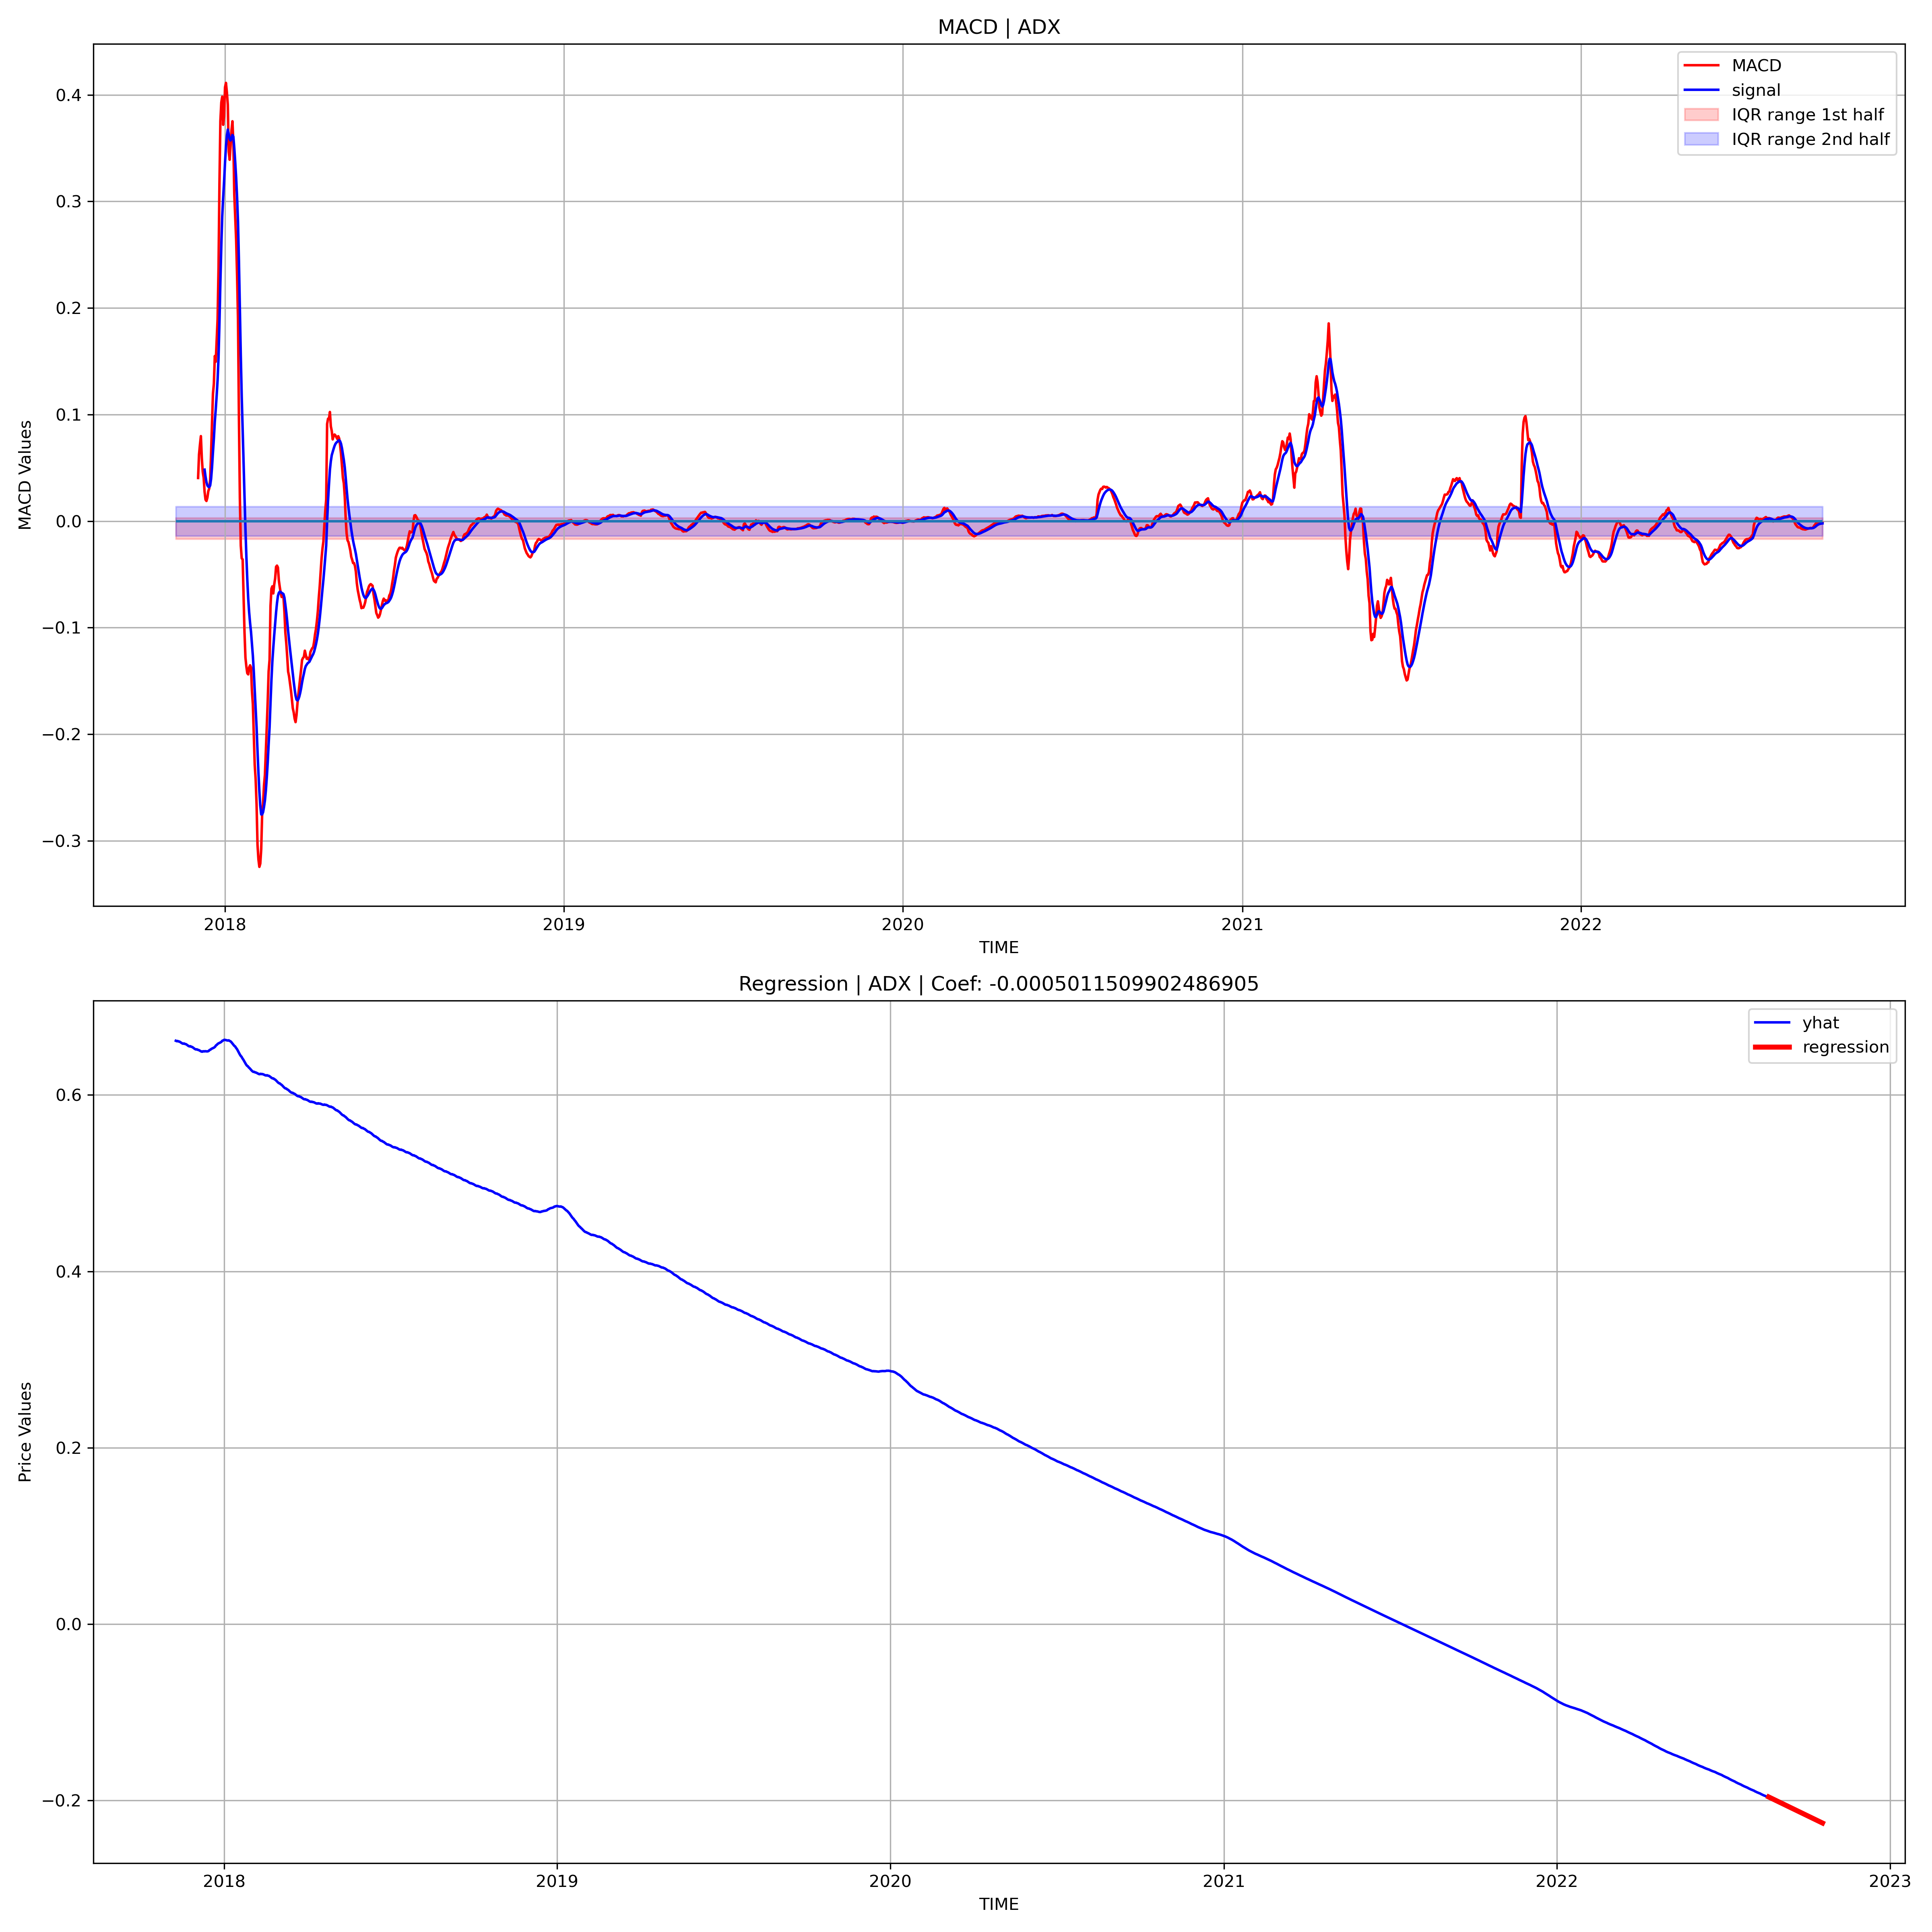 MACD | ADX
MACD Values
0.4
0.3
0.2
0.1
0.0
−0.1
−0.2
−0.3
MACD
signal
IQR range 1st half
IQR range 2nd half
2018 2019 2020 2021 2022
TIME
Regression | ADX | Coef: -0.0005011509902486905
Price Values
0.6
0.4
0.2
0.0
−0.2
yhat
regression
2018 2019 2020 2021 2022 2023
TIME